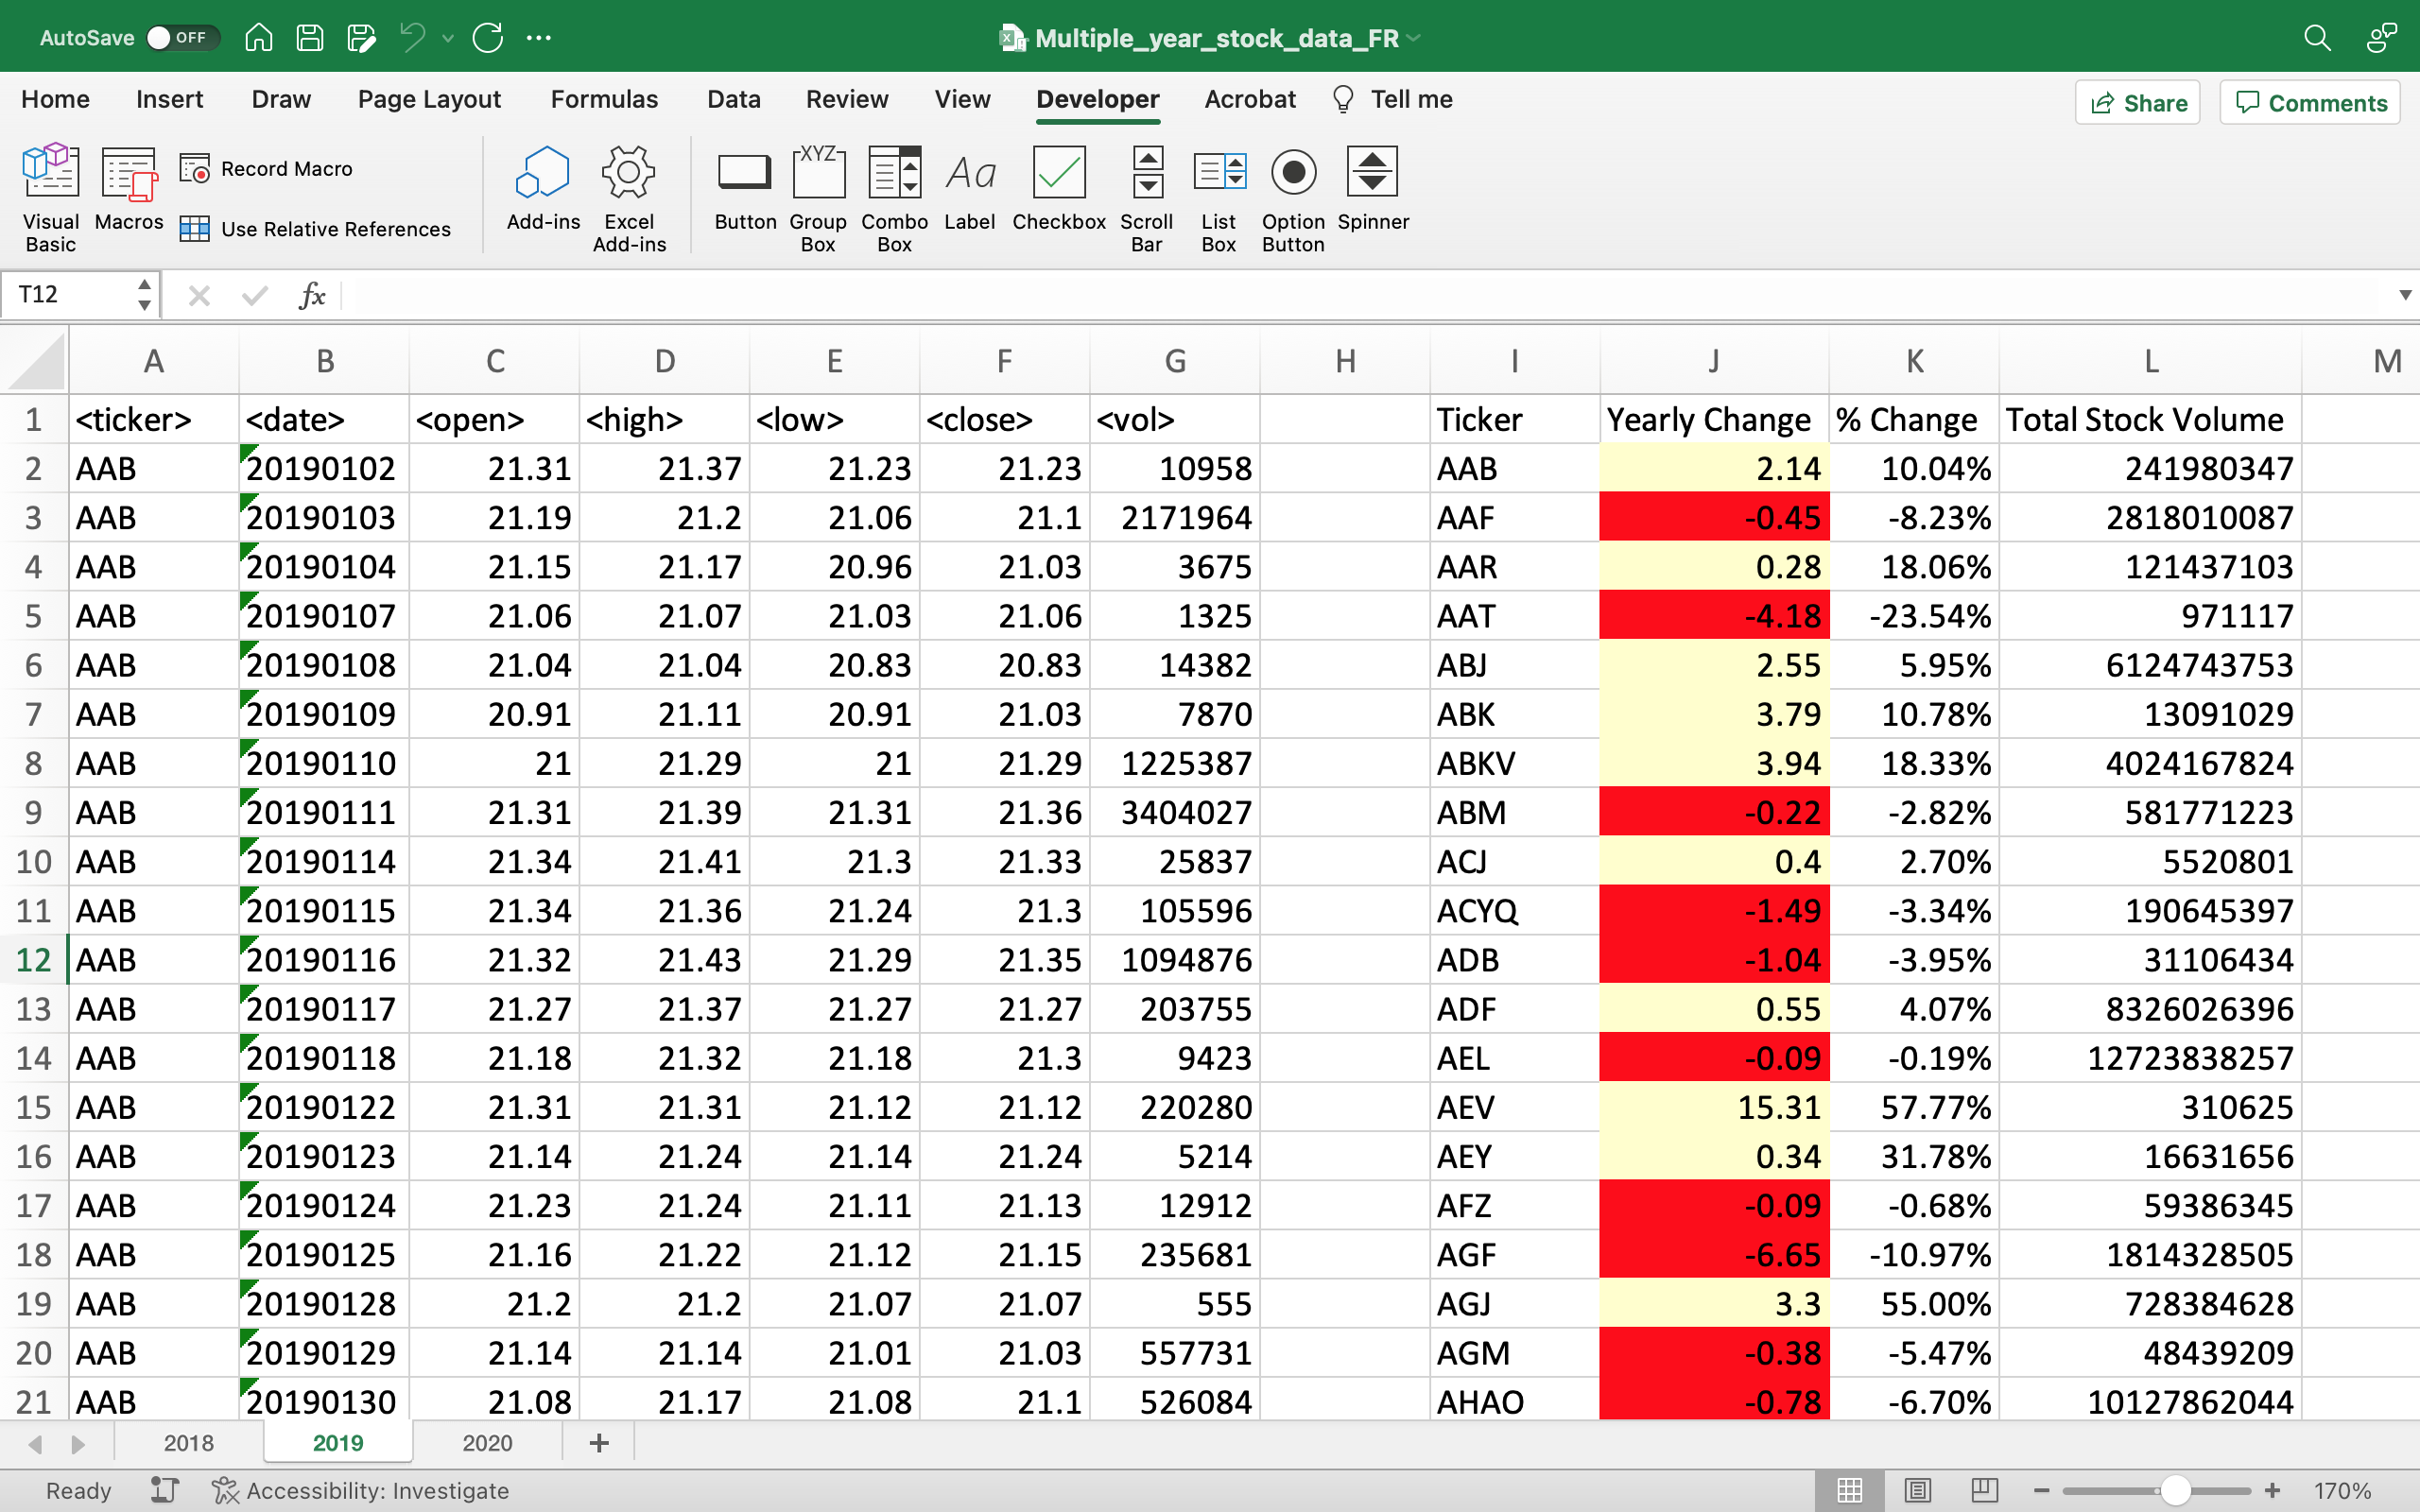 AutoSave OFF Multiple_year_stock_data_FR
Home Insert Draw Page Layout Formulas Data Review View Developer Acrobat Tell me Share Comments
Visual Basic Macros Record Macro Use Relative References Add-ins Excel Add-ins Button Group Box Combo Box Label Checkbox Scroll Bar List Box Option Button Spinner
T12 fx
A B C D E F G H I J K L M
1 <ticker> <date> <open> <high> <low> <close> <vol> Ticker Yearly Change % Change Total Stock Volume
2 AAB 20190102 21.31 21.37 21.23 21.23 10958 AAB 2.14 10.04% 241980347
3 AAB 20190103 21.19 21.2 21.06 21.1 2171964 AAF -0.45 -8.23% 2818010087
4 AAB 20190104 21.15 21.17 20.96 21.03 3675 AAR 0.28 18.06% 121437103
5 AAB 20190107 21.06 21.07 21.03 21.06 1325 AAT -4.18 -23.54% 971117
6 AAB 20190108 21.04 21.04 20.83 20.83 14382 ABJ 2.55 5.95% 6124743753
7 AAB 20190109 20.91 21.11 20.91 21.03 7870 ABK 3.79 10.78% 13091029
8 AAB 20190110 21 21.29 21 21.29 1225387 ABKV 3.94 18.33% 4024167824
9 AAB 20190111 21.31 21.39 21.31 21.36 3404027 ABM -0.22 -2.82% 581771223
10 AAB 20190114 21.34 21.41 21.3 21.33 25837 ACJ 0.4 2.70% 5520801
11 AAB 20190115 21.34 21.36 21.24 21.3 105596 ACYQ -1.49 -3.34% 190645397
12 AAB 20190116 21.32 21.43 21.29 21.35 1094876 ADB -1.04 -3.95% 31106434
13 AAB 20190117 21.27 21.37 21.27 21.27 203755 ADF 0.55 4.07% 8326026396
14 AAB 20190118 21.18 21.32 21.18 21.3 9423 AEL -0.09 -0.19% 12723838257
15 AAB 20190122 21.31 21.31 21.12 21.12 220280 AEV 15.31 57.77% 310625
16 AAB 20190123 21.14 21.24 21.14 21.24 5214 AEY 0.34 31.78% 16631656
17 AAB 20190124 21.23 21.24 21.11 21.13 12912 AFZ -0.09 -0.68% 59386345
18 AAB 20190125 21.16 21.22 21.12 21.15 235681 AGF -6.65 -10.97% 1814328505
19 AAB 20190128 21.2 21.2 21.07 21.07 555 AGJ 3.3 55.00% 728384628
20 AAB 20190129 21.14 21.14 21.01 21.03 557731 AGM -0.38 -5.47% 48439209
21 AAB 20190130 21.08 21.17 21.08 21.1 526084 AHAO -0.78 -6.70% 10127862044
2018 2019 2020 +
Ready Accessibility: Investigate 170%